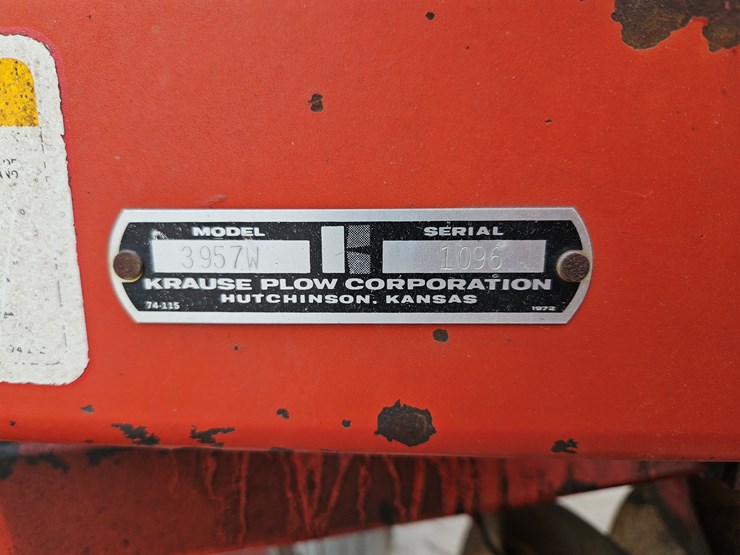 MODEL SERIAL
3957W 1096
KRAUSE PLOW CORPORATION
HUTCHINSON, KANSAS
74-115 1972